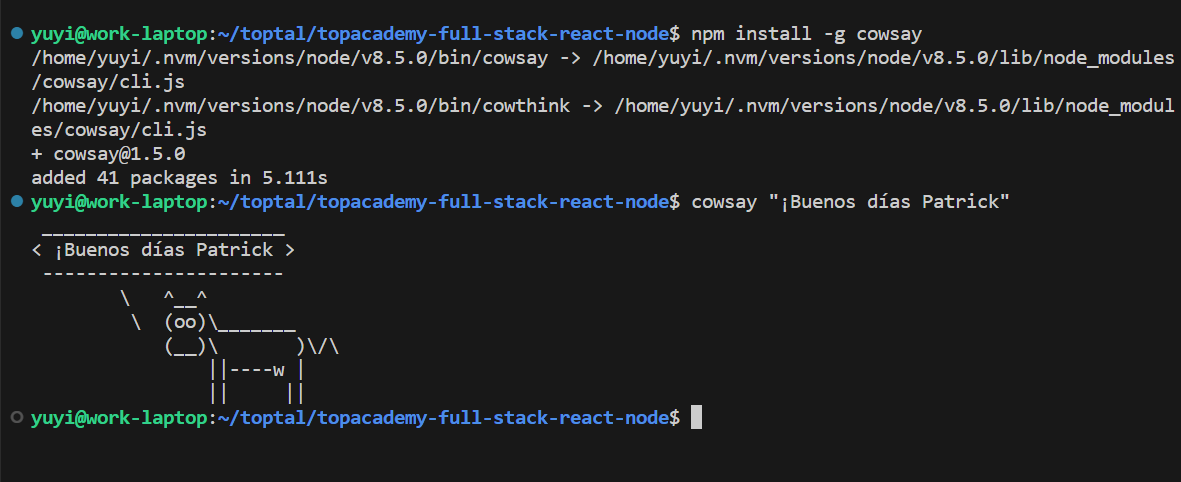 yuyi@work-laptop:~/toptal/topacademy-full-stack-react-node$ npm install -g cowsay
/home/yuyi/.nvm/versions/node/v8.5.0/bin/cowsay -> /home/yuyi/.nvm/versions/node/v8.5.0/lib/node_modules
/cowsay/cli.js
/home/yuyi/.nvm/versions/node/v8.5.0/bin/cowthink -> /home/yuyi/.nvm/versions/node/v8.5.0/lib/node_modul
es/cowsay/cli.js
+ cowsay@1.5.0
added 41 packages in 5.111s
yuyi@work-laptop:~/toptal/topacademy-full-stack-react-node$ cowsay "¡Buenos días Patrick"
 ______________________
< ¡Buenos días Patrick >
 ----------------------
        \   ^__^
         \  (oo)\_______
            (__)\       )\/\
                ||----w |
                ||     ||
yuyi@work-laptop:~/toptal/topacademy-full-stack-react-node$